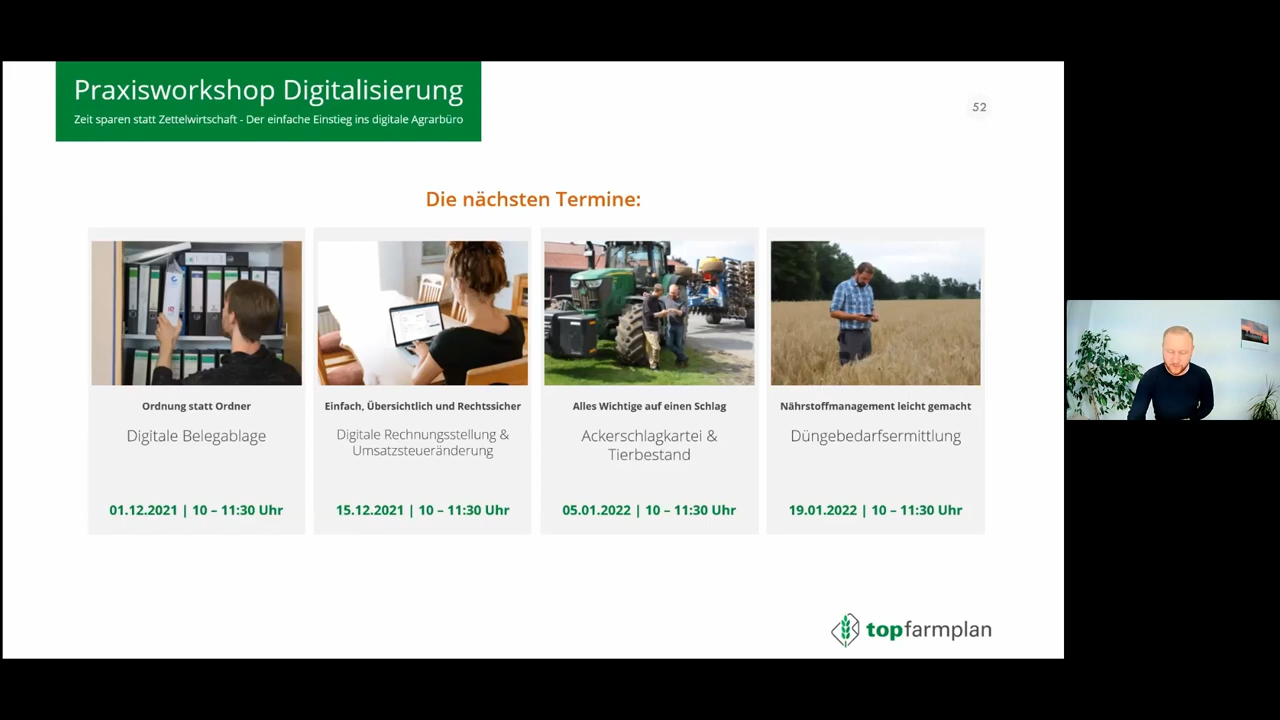 Praxisworkshop Digitalisierung
Zeit sparen statt Zettelwirtschaft - Der einfache Einstieg ins digitale Agrarbüro
52
Die nächsten Termine:
Ordnung statt Ordner
Digitale Belegablage
01.12.2021 | 10 – 11:30 Uhr
Einfach, Übersichtlich und Rechtssicher
Digitale Rechnungsstellung &
Umsatzsteueränderung
15.12.2021 | 10 – 11:30 Uhr
Alles Wichtige auf einen Schlag
Ackerschlagkartei &
Tierbestand
05.01.2022 | 10 – 11:30 Uhr
Nährstoffmanagement leicht gemacht
Düngebedarfsermittlung
19.01.2022 | 10 – 11:30 Uhr
topfarmplan